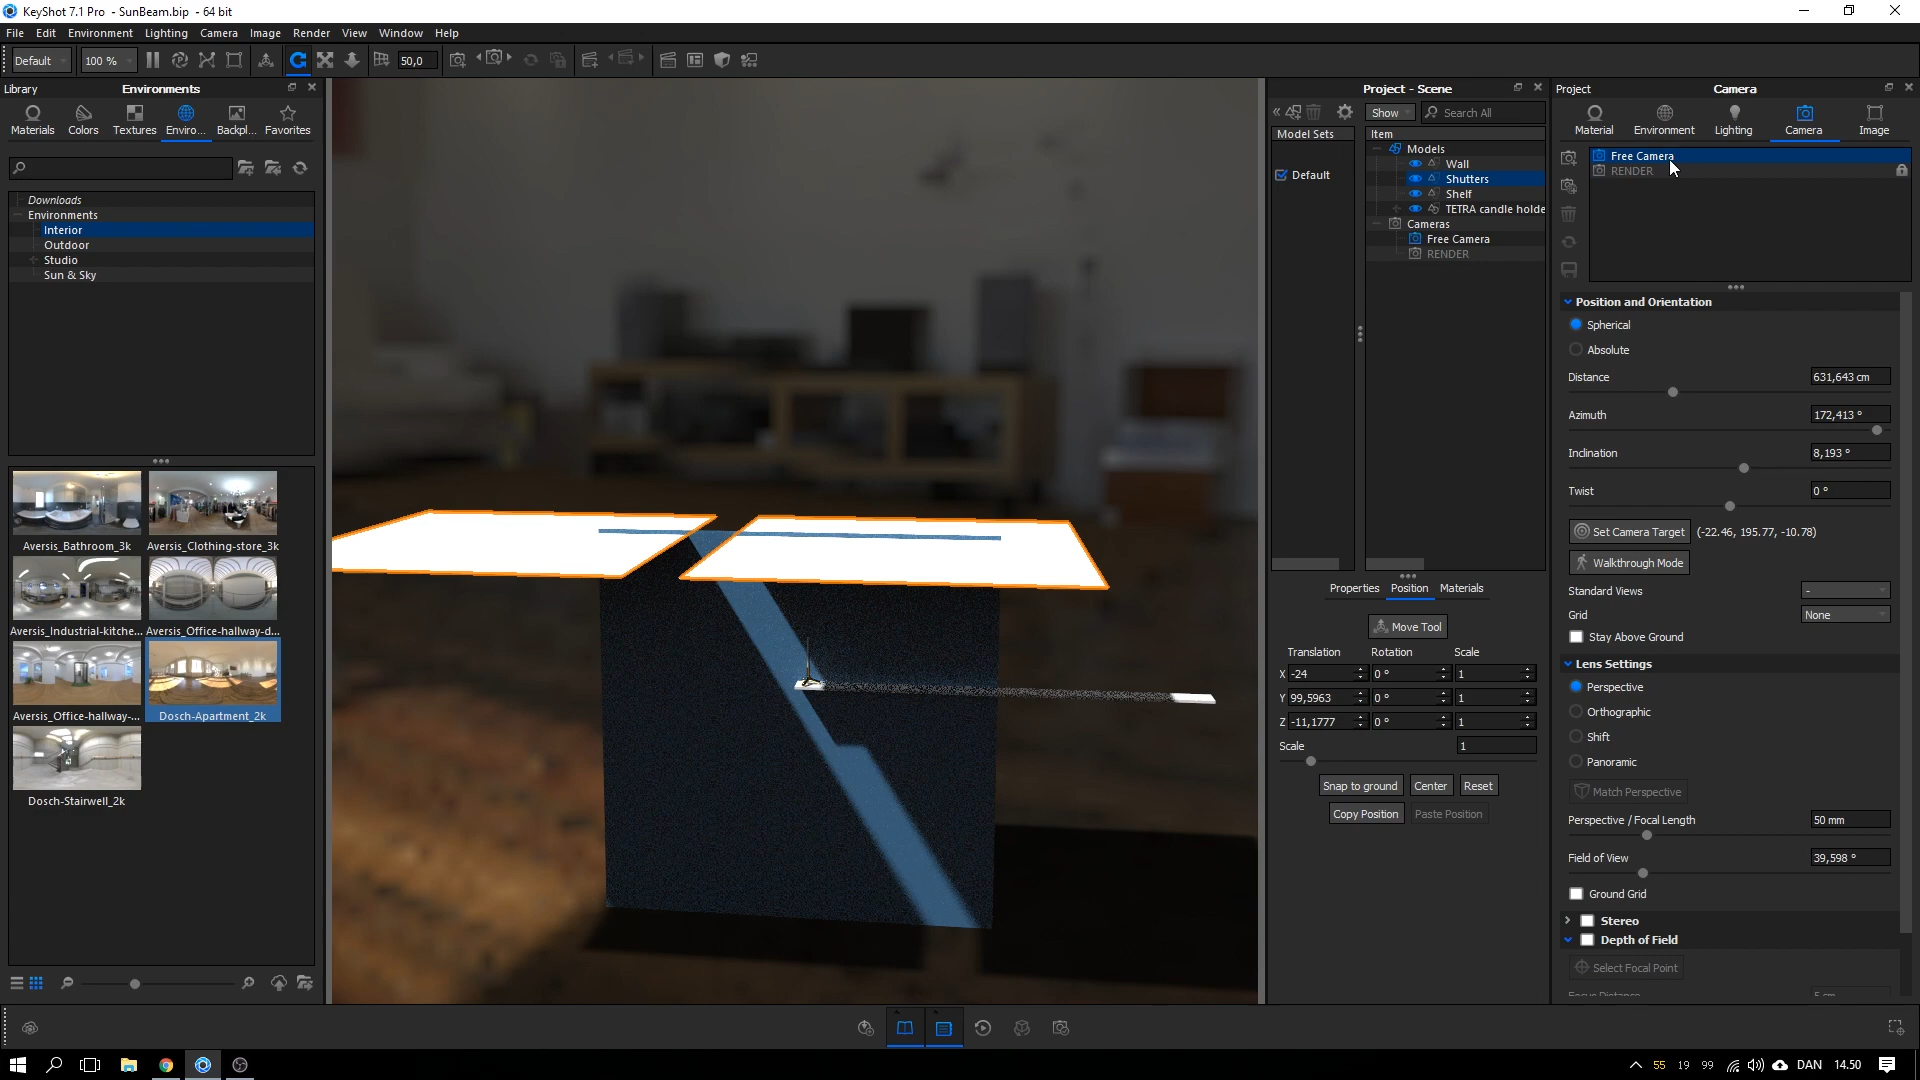 KeyShot 7.1 Pro - SunBeam.bip - 64 bit
File Edit Environment Lighting Camera Image Render View Window Help
Default 100 % 50,0
Library Environments
Materials Colors Textures Enviro... Backpl... Favorites
Downloads
Environments
Interior
Outdoor
Studio
Sun & Sky
Aversis_Bathroom_3k Aversis_Clothing-store_3k
Aversis_Industrial-kitche... Aversis_Office-hallway-d...
Aversis_Office-hallway-... Dosch-Apartment_2k
Dosch-Stairwell_2k
Project - Scene
Show Search All
Model Sets Item
Default
Models
Wall
Shutters
Shelf
TETRA candle holde
Cameras
Free Camera
RENDER
Properties Position Materials
Move Tool
Translation Rotation Scale
X -24 0 ° 1
Y 99,5963 0 ° 1
Z -11,1777 0 ° 1
Scale 1
Snap to ground Center Reset
Copy Position Paste Position
Project Camera
Material Environment Lighting Camera Image
Free Camera
RENDER
Position and Orientation
Spherical
Absolute
Distance 631,643 cm
Azimuth 172,413 °
Inclination 8,193 °
Twist 0 °
Set Camera Target (-22.46, 195.77, -10.78)
Walkthrough Mode
Standard Views -
Grid None
Stay Above Ground
Lens Settings
Perspective
Orthographic
Shift
Panoramic
Match Perspective
Perspective / Focal Length 50 mm
Field of View 39,598 °
Ground Grid
Stereo
Depth of Field
Select Focal Point
Focus Distance 5 cm
55 19 99 DAN 14.50